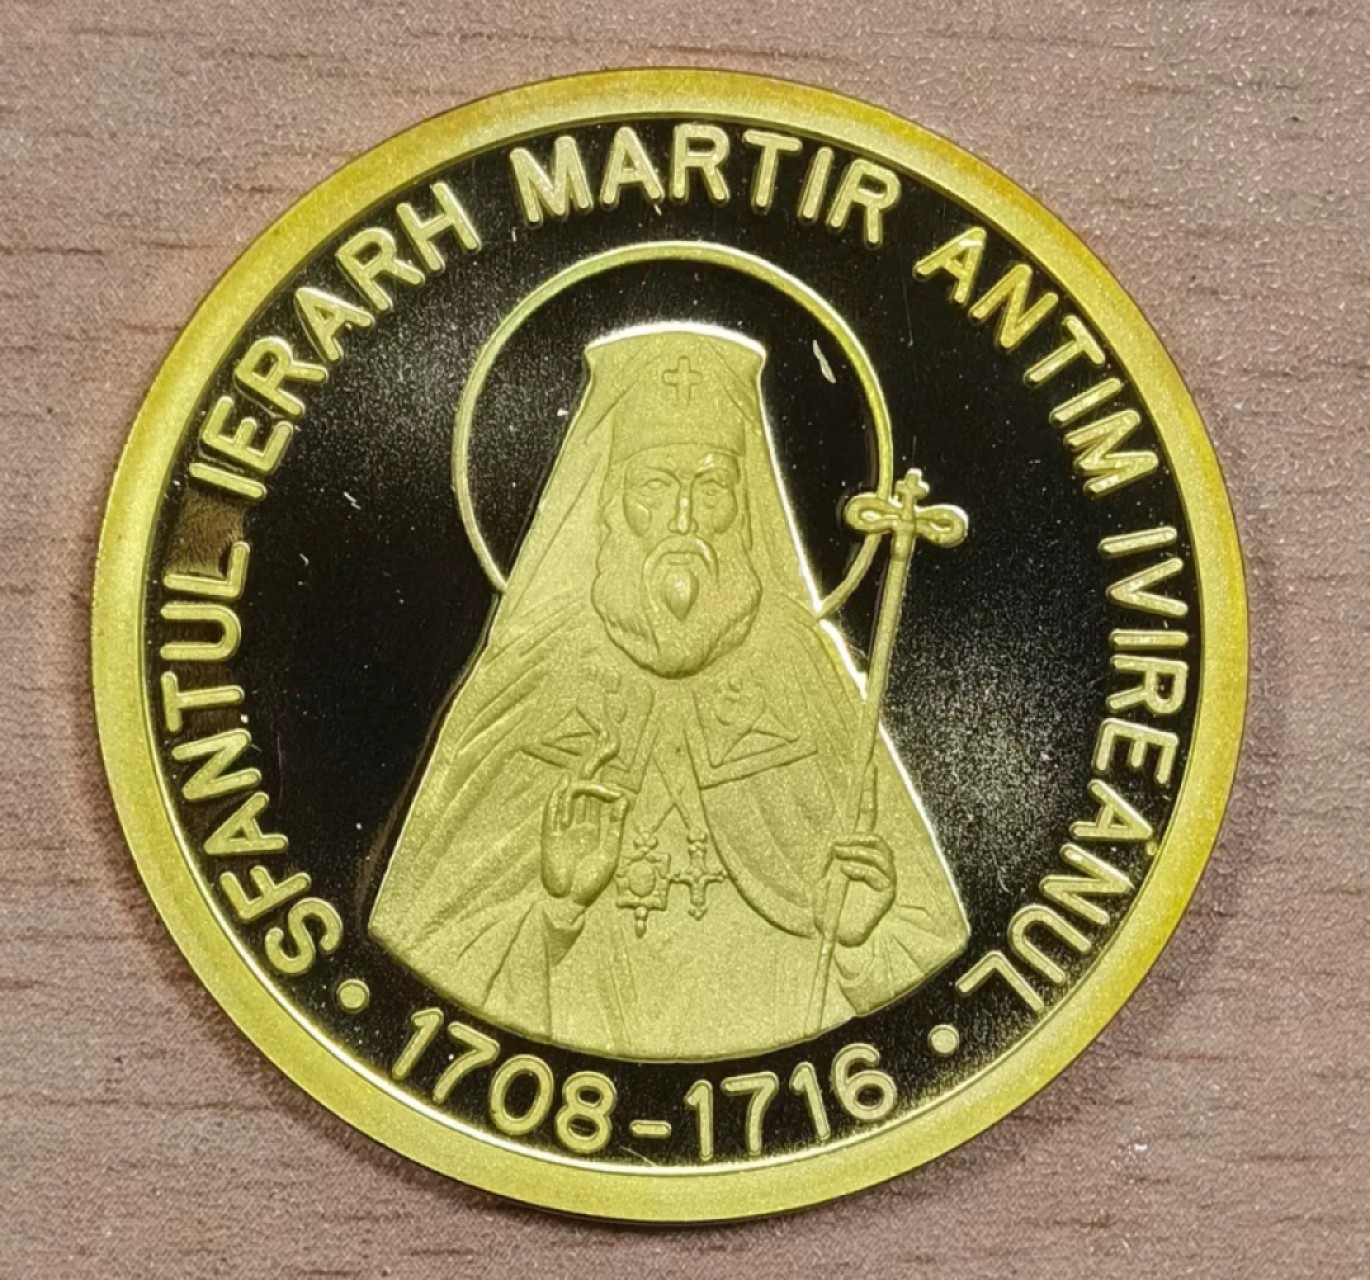 SFANTUL IERARH MARTIR ANTIM IVIREANUL
• 1708-1716 •